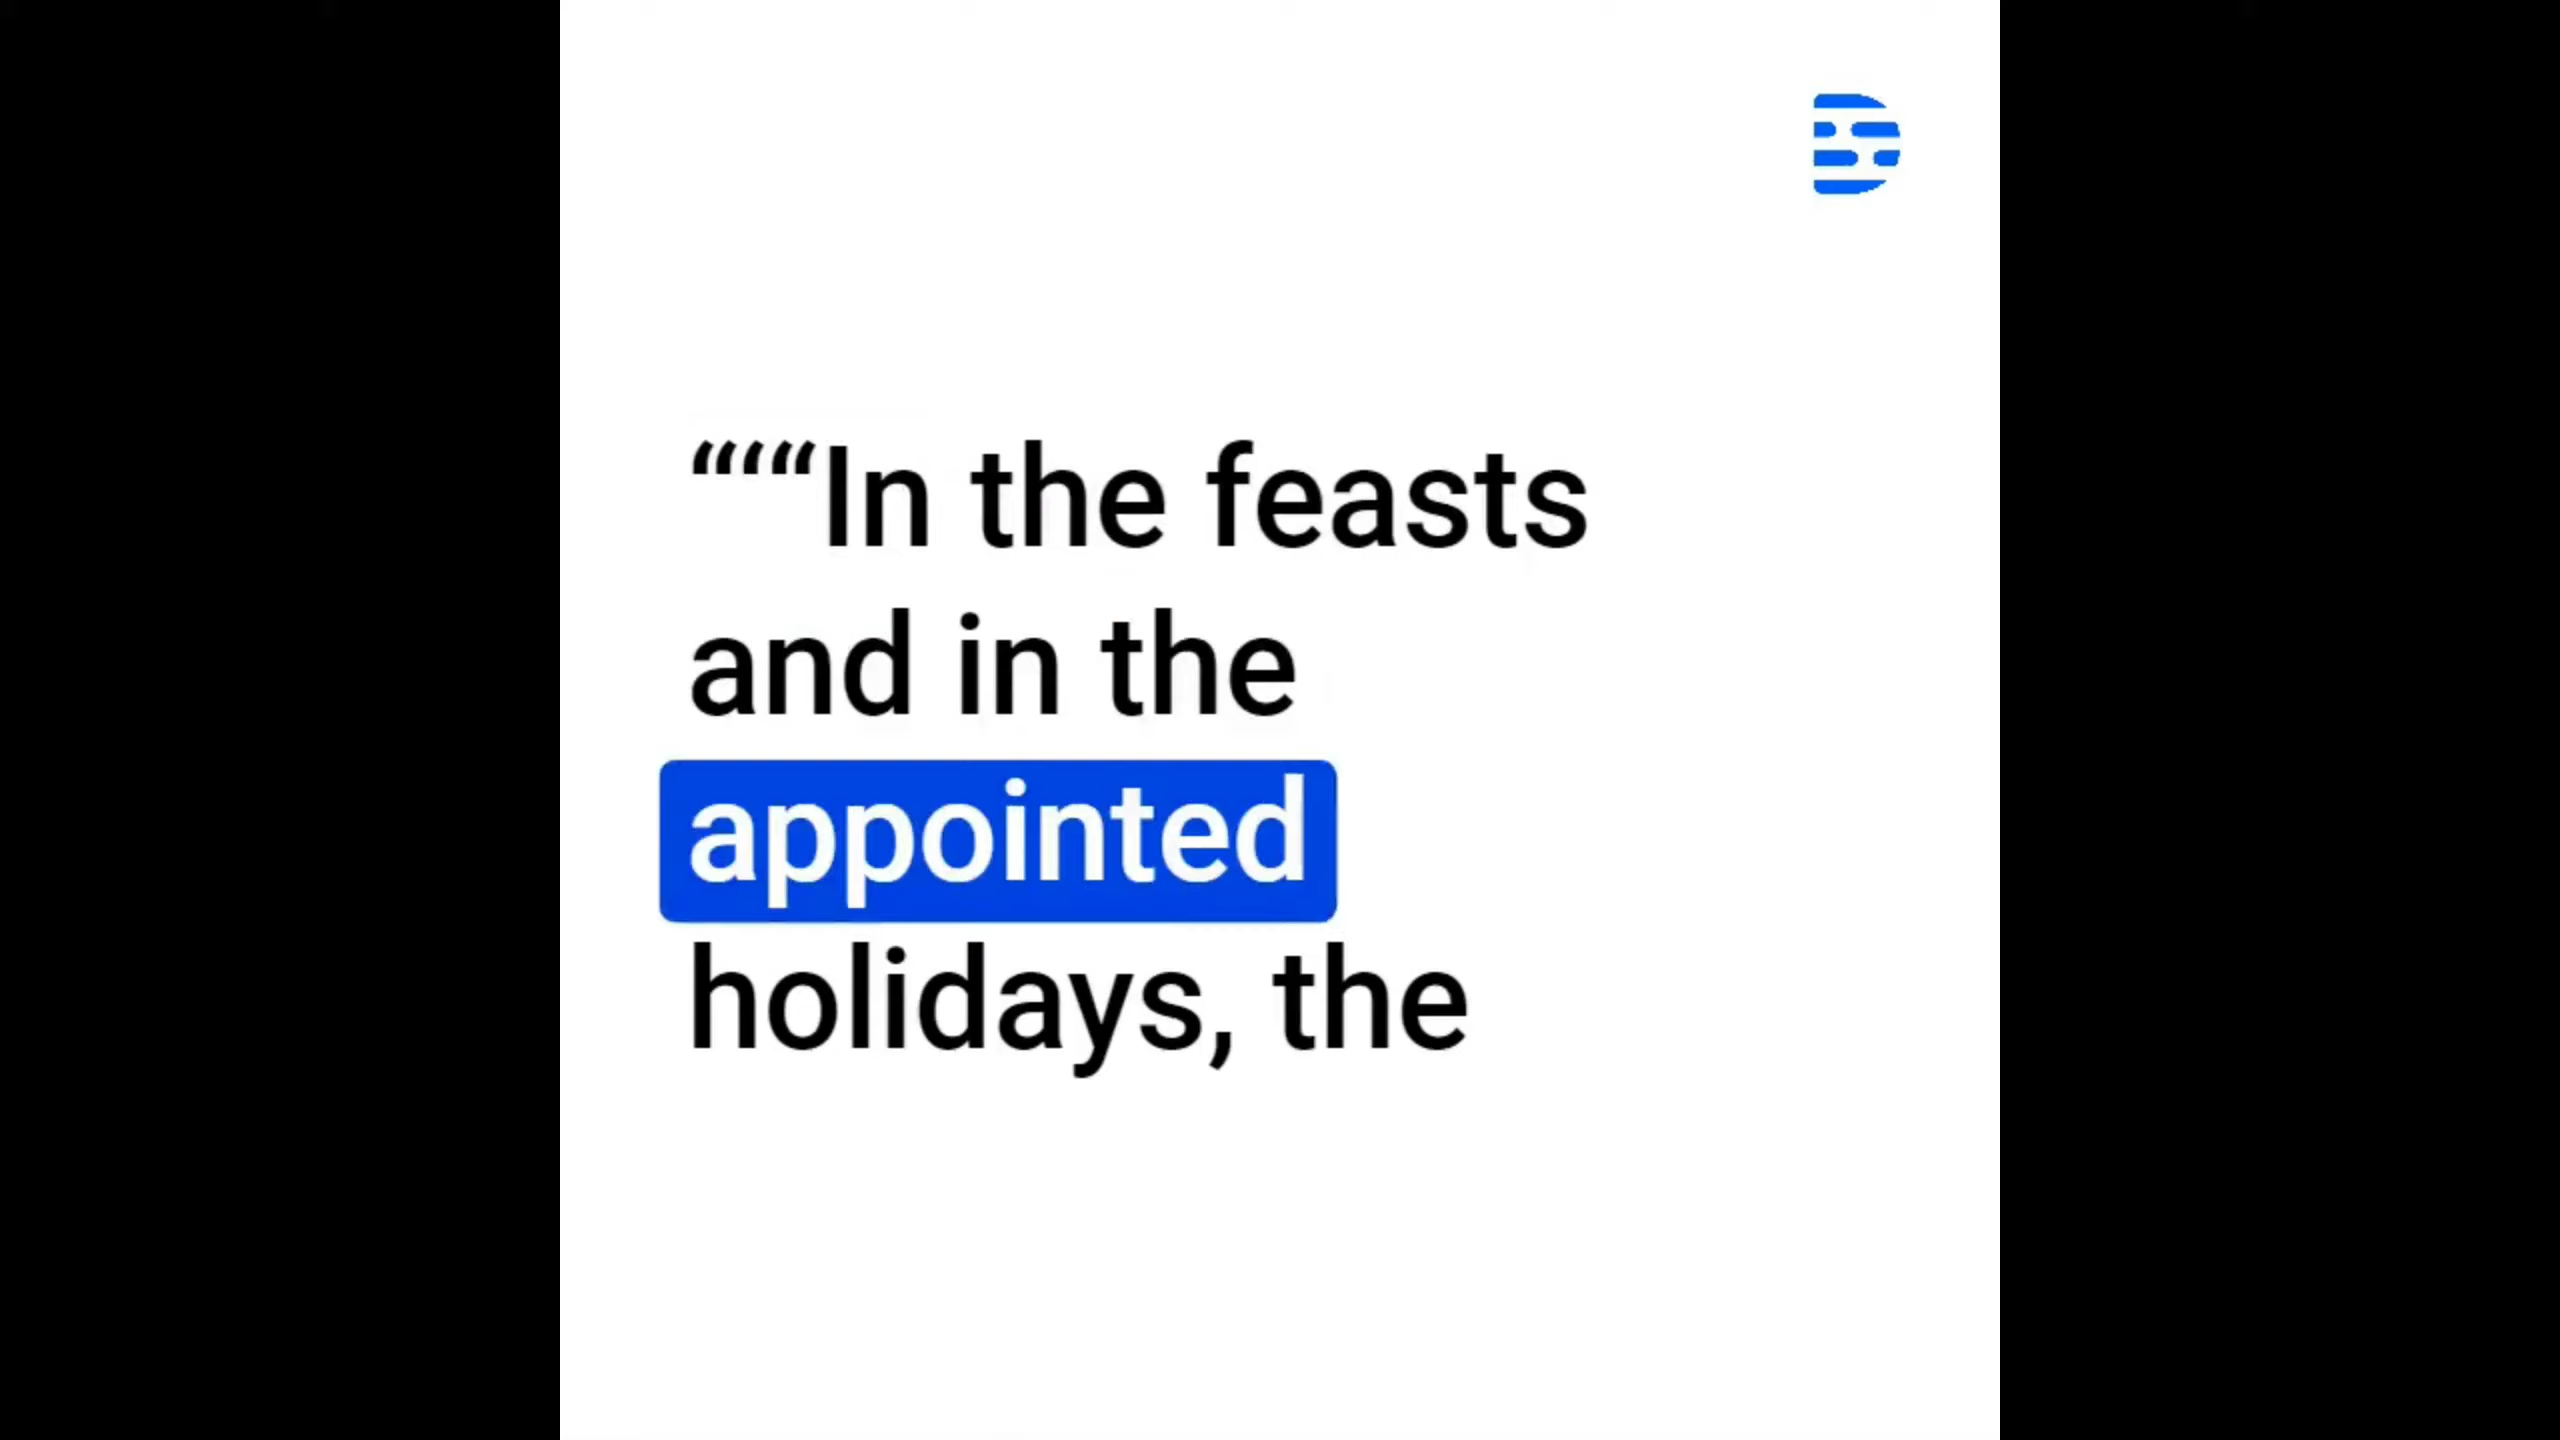 “‘“In the feasts
and in the
appointed
holidays, the